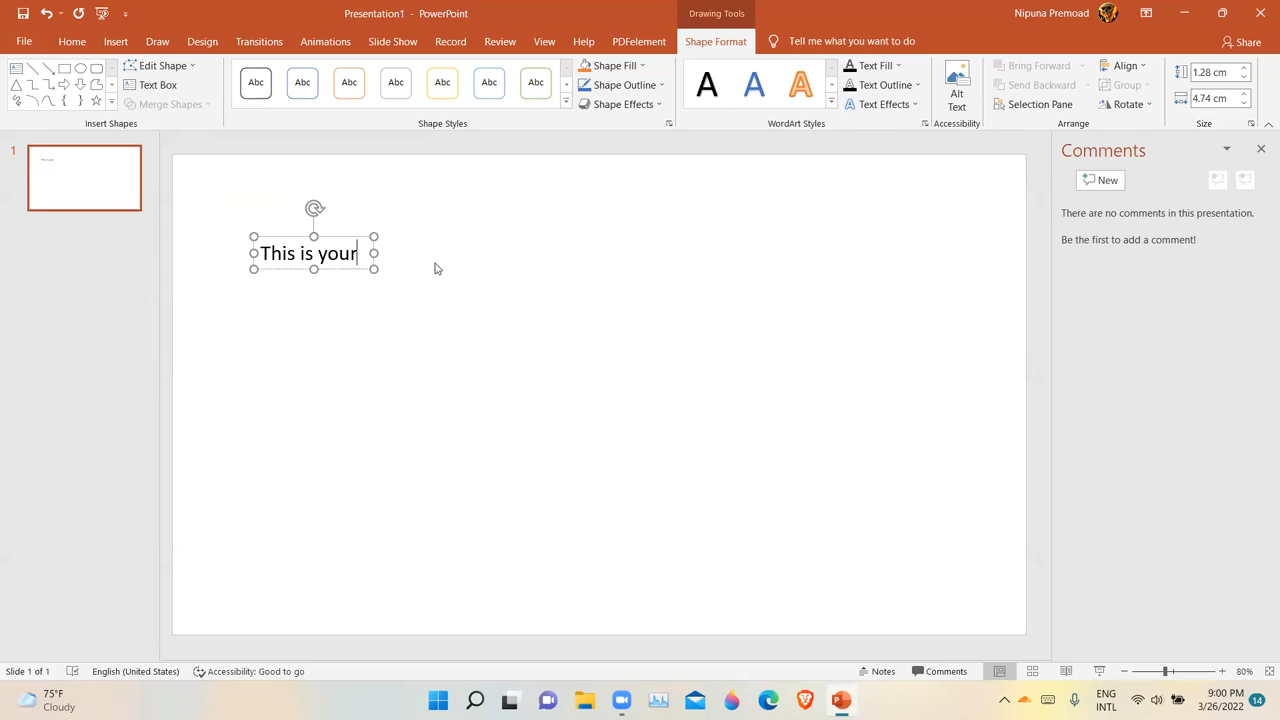 Presentation1 - PowerPoint
Drawing Tools
Nipuna Premoad
File Home Insert Draw Design Transitions Animations Slide Show Record Review View Help PDFelement Shape Format Tell me what you want to do Share
Edit Shape
Text Box
Merge Shapes
Insert Shapes
Abc Abc Abc Abc Abc Abc Abc
Shape Fill
Shape Outline
Shape Effects
Shape Styles
A A A
Text Fill
Text Outline
Text Effects
WordArt Styles
Alt
Text
Accessibility
Bring Forward
Send Backward
Selection Pane
Align
Group
Rotate
Arrange
1.28 cm
4.74 cm
Size
1
This is your
Comments
New
There are no comments in this presentation.
Be the first to add a comment!
Slide 1 of 1 English (United States) Accessibility: Good to go Notes Comments 80%
75°F
Cloudy
ENG
INTL
9:00 PM
3/26/2022
14